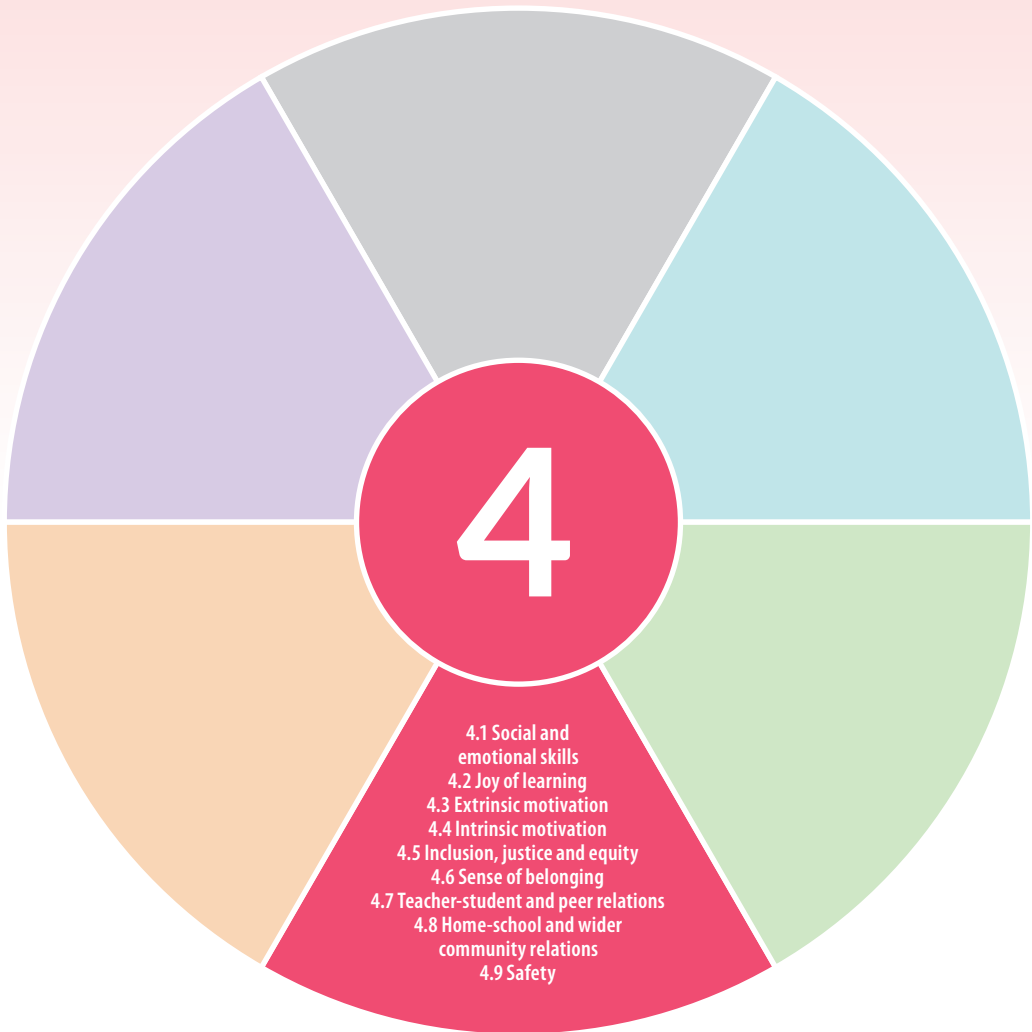 4
4.1 Social and
emotional skills
4.2 Joy of learning
4.3 Extrinsic motivation
4.4 Intrinsic motivation
4.5 Inclusion, justice and equity
4.6 Sense of belonging
4.7 Teacher-student and peer relations
4.8 Home-school and wider
community relations
4.9 Safety